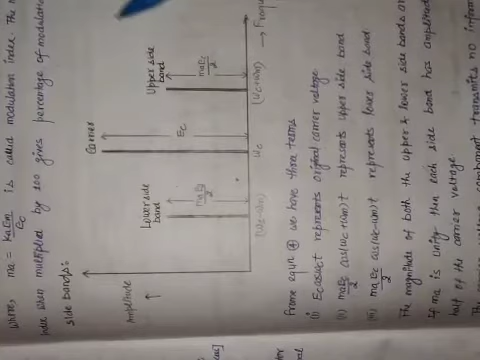 where, ma = KaEm / Ec is called modulation index. The
when multiplied by 100 gives percentage of modulation
side bands:
Amplitude
Lower side band
maEc/2
(ωc-ωm)
Carrier
Ec
ωc
Upper side band
maEc/2
(ωc+ωm)
→ Freque
From eqn ④ we have three terms
(i) Ec cosωct represents original carrier voltage.
(ii) maEc/2 cos(ωc+ωm)t represents upper side band
(iii) maEc/2 cos(ωc-ωm)t represents lower side band.
The magnitude of both the upper & lower side bands a
If ma is unity then each side band has amplitud
half of the carrier voltage.
component transmits no inform